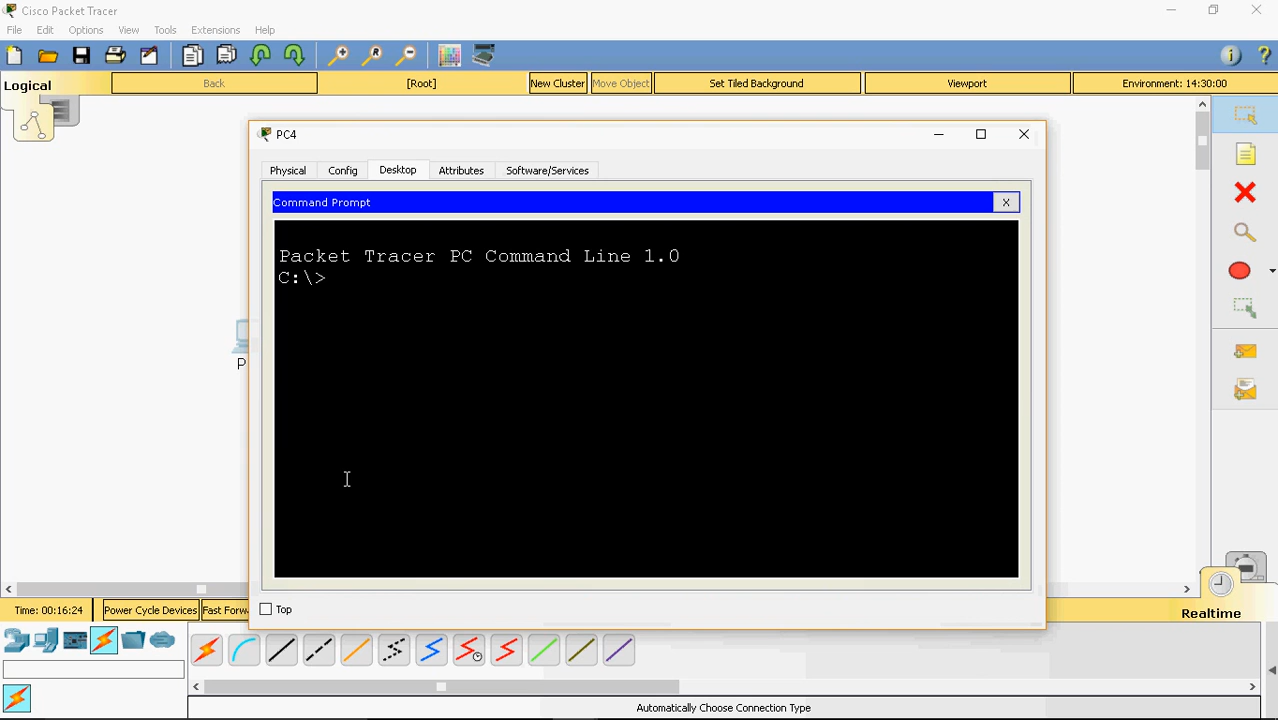 Cisco Packet Tracer
File Edit Options View Tools Extensions Help
Logical Back [Root] New Cluster Move Object Set Tiled Background Viewport Environment: 14:30:00
PC4
Physical Config Desktop Attributes Software/Services
Command Prompt X
Packet Tracer PC Command Line 1.0
C:\>
P
Top
Time: 00:16:24 Power Cycle Devices Fast Forw
Realtime
Automatically Choose Connection Type